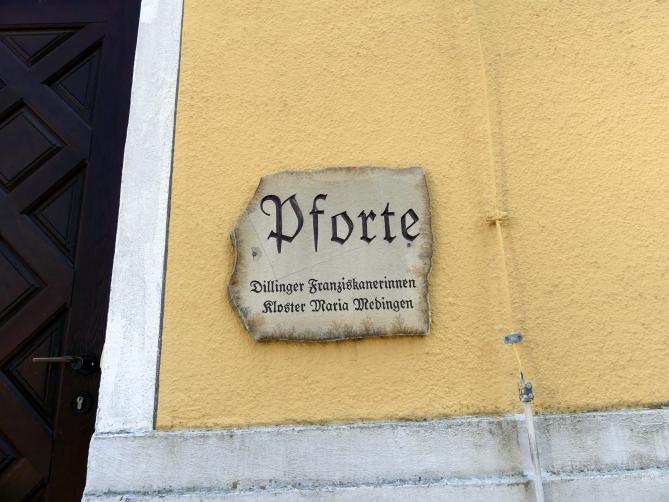 Pforte
Dillinger Franziskanerinnen
Kloster Maria Medingen